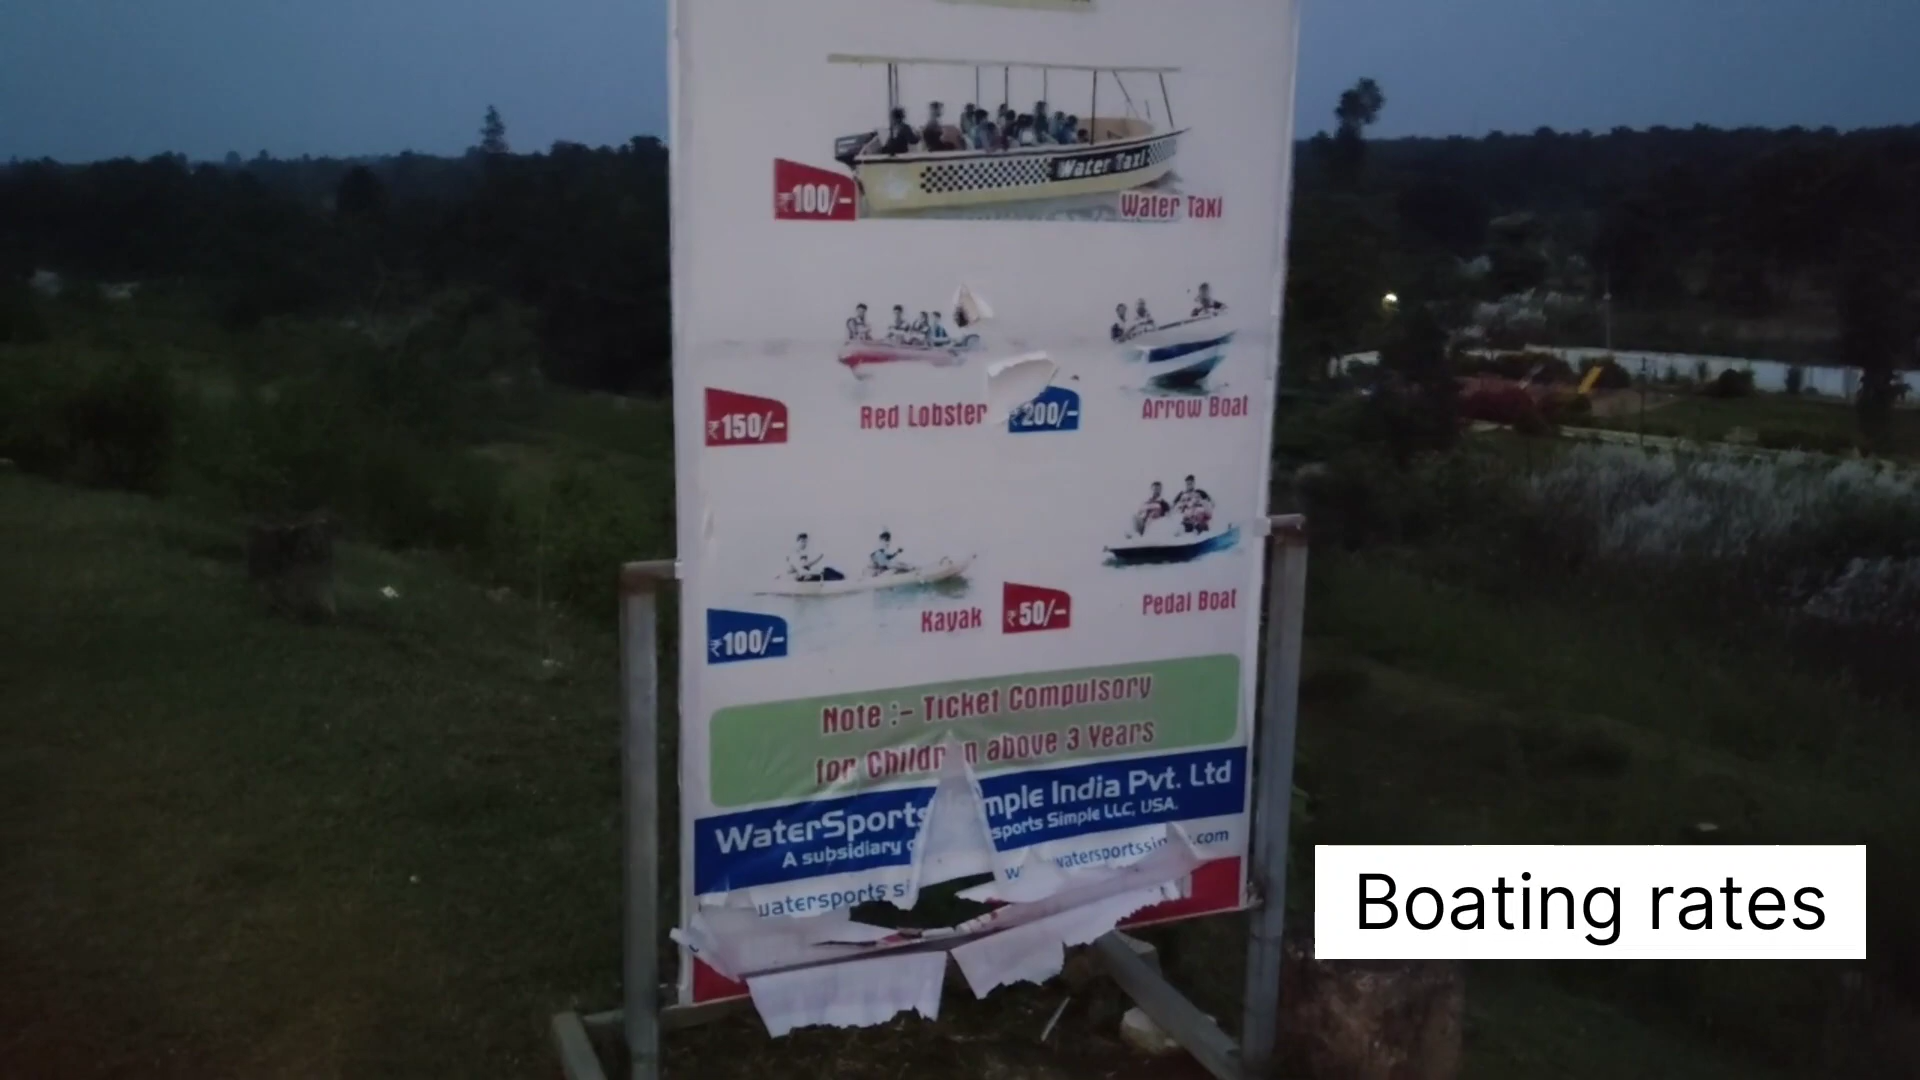 Water Taxi
₹100/-
Water Taxi
₹150/-
Red Lobster
₹200/-
Arrow Boat
₹100/-
Kayak
₹50/-
Pedal Boat
Note :- Ticket Compulsory
for Childr n above 3 Years
WaterSports mple India Pvt. Ltd
A subsidiary sports Simple LLC, USA.
watersports si
.com
Boating rates